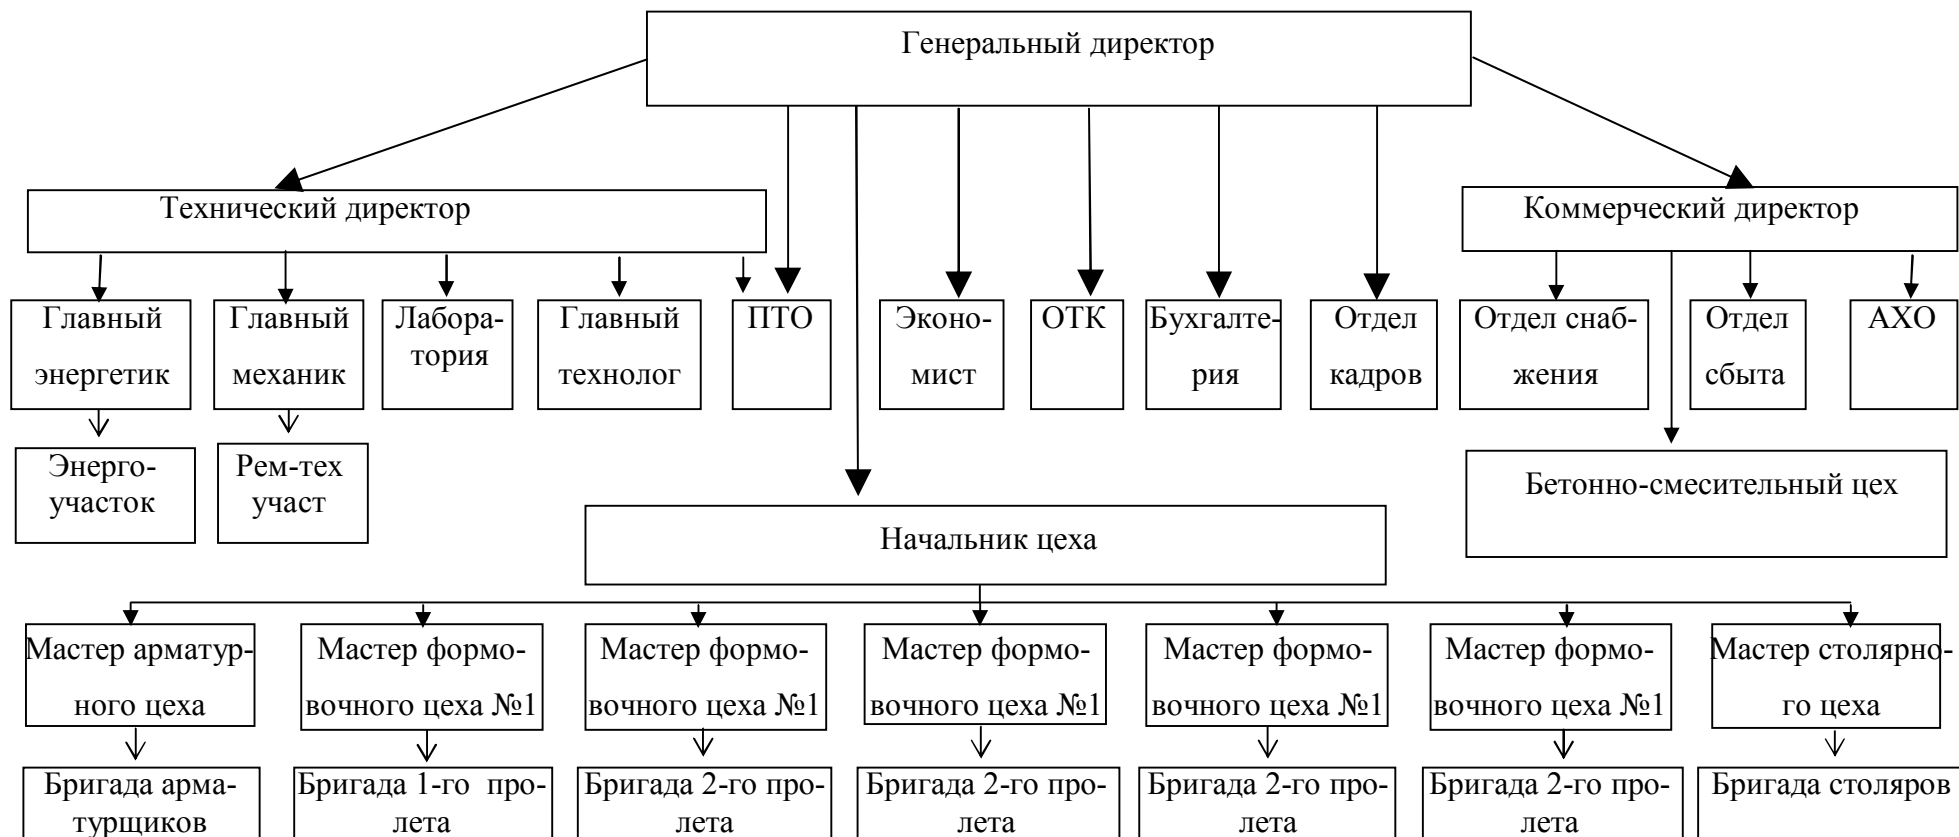 Генеральный директор
Технический директор
Коммерческий директор
Главный
энергетик
Главный
механик
Лабора-
тория
Главный
технолог
ПТО
Эконо-
мист
ОТК
Бухгалте-
рия
Отдел
кадров
Отдел снаб-
жения
Отдел
сбыта
АХО
Энерго-
участок
Рем-тех
участ
Бетонно-смесительный цех
Начальник цеха
Мастер арматур-
ного цеха
Мастер формо-
вочного цеха №1
Мастер формо-
вочного цеха №1
Мастер формо-
вочного цеха №1
Мастер формо-
вочного цеха №1
Мастер формо-
вочного цеха №1
Мастер столярно-
го цеха
Бригада арма-
турщиков
Бригада 1-го про-
лета
Бригада 2-го про-
лета
Бригада 2-го про-
лета
Бригада 2-го про-
лета
Бригада 2-го про-
лета
Бригада столяров